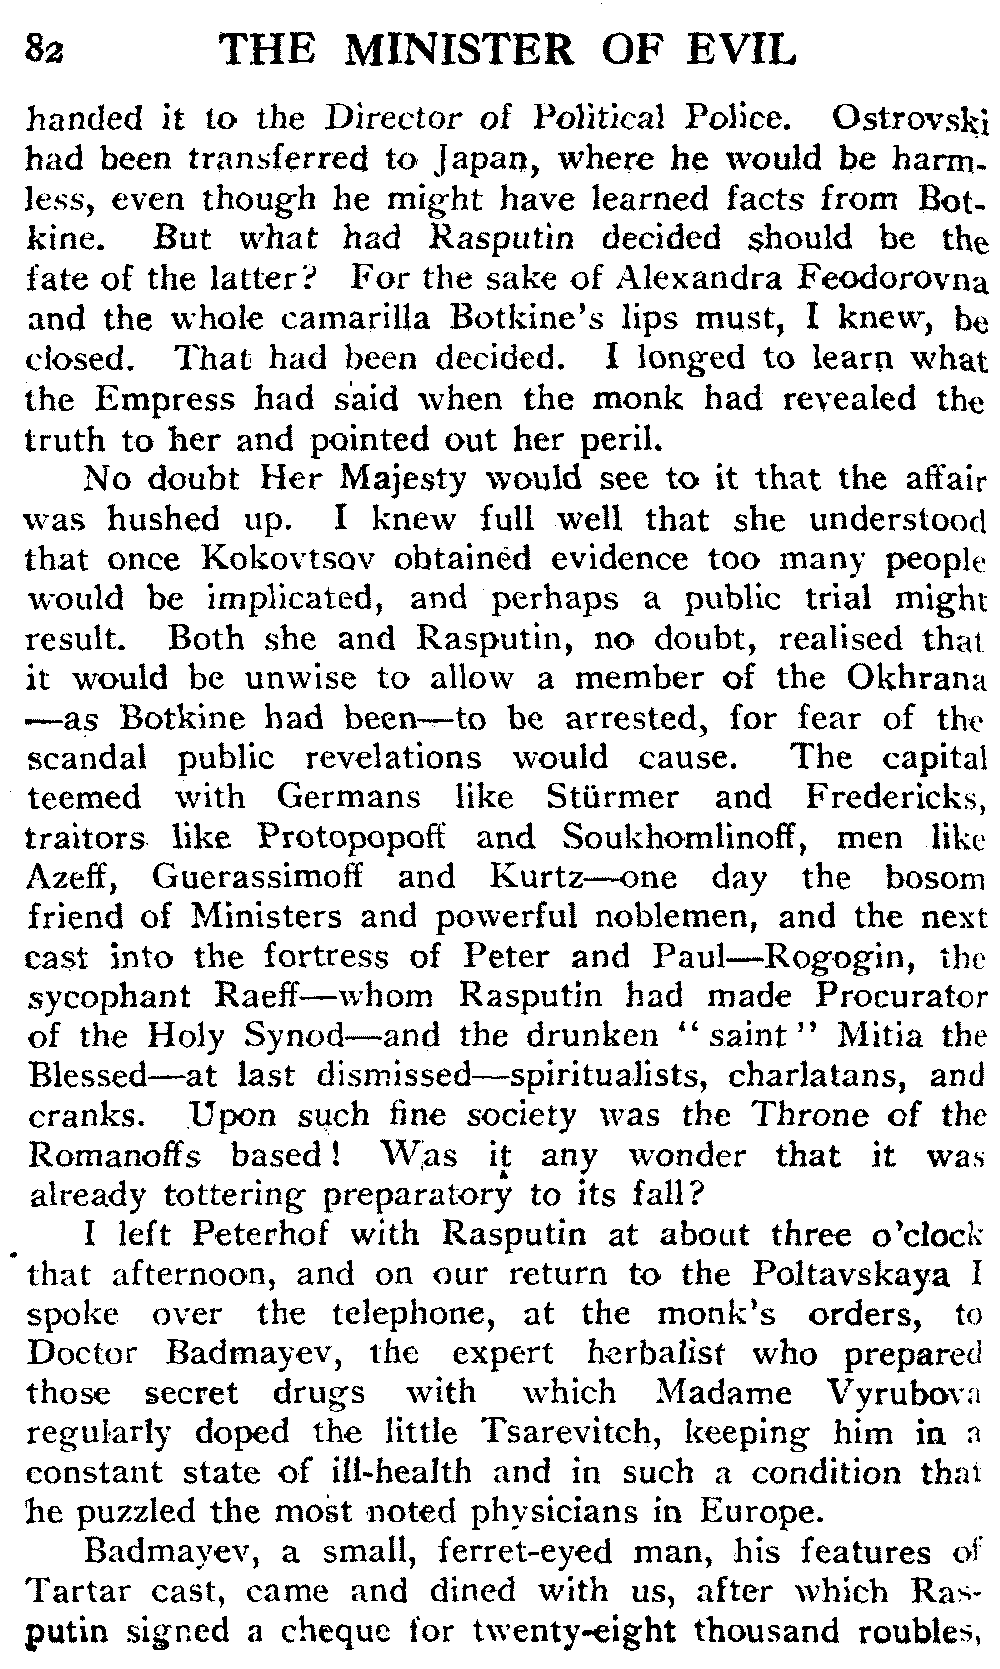 82 THE MINISTER OF EVIL
handed it to the Director of Political Police. Ostrovski
had been transferred to Japan, where he would be harm-
less, even though he might have learned facts from Bot-
kine. But what had Rasputin decided should be the
fate of the latter? For the sake of Alexandra Feodorovna
and the whole camarilla Botkine's lips must, I knew, be
closed. That had been decided. I longed to learn what
the Empress had said when the monk had revealed the
truth to her and pointed out her peril.
No doubt Her Majesty would see to it that the affair
was hushed up. I knew full well that she understood
that once Kokovtsov obtained evidence too many people
would be implicated, and perhaps a public trial might
result. Both she and Rasputin, no doubt, realised that
it would be unwise to allow a member of the Okhrana
—as Botkine had been—to be arrested, for fear of the
scandal public revelations would cause. The capital
teemed with Germans like Stürmer and Fredericks,
traitors like Protopopoff and Soukhomlinoff, men like
Azeff, Guerassimoff and Kurtz—one day the bosom
friend of Ministers and powerful noblemen, and the next
cast into the fortress of Peter and Paul—Rogogin, the
sycophant Raeff—whom Rasputin had made Procurator
of the Holy Synod—and the drunken "saint" Mitia the
Blessed—at last dismissed—spiritualists, charlatans, and
cranks. Upon such fine society was the Throne of the
Romanoffs based! Was it any wonder that it was
already tottering preparatory to its fall?
I left Peterhof with Rasputin at about three o'clock
that afternoon, and on our return to the Poltavskaya I
spoke over the telephone, at the monk's orders, to
Doctor Badmayev, the expert herbalist who prepared
those secret drugs with which Madame Vyrubova
regularly doped the little Tsarevitch, keeping him in a
constant state of ill-health and in such a condition that
he puzzled the most noted physicians in Europe.
Badmayev, a small, ferret-eyed man, his features of
Tartar cast, came and dined with us, after which Ras-
putin signed a cheque for twenty-eight thousand roubles,